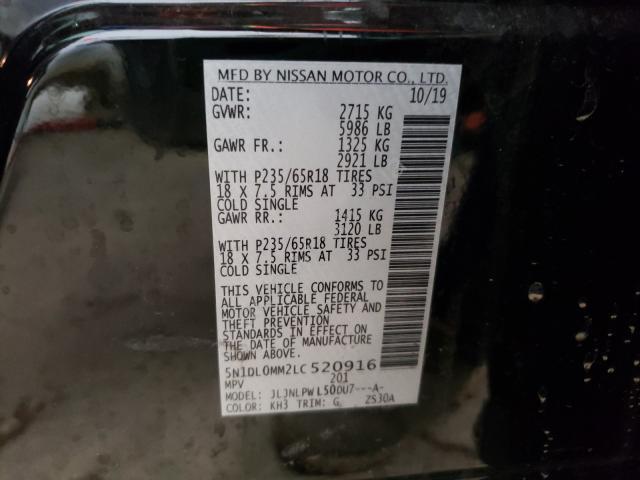 MFD BY NISSAN MOTOR CO., LTD.
DATE: 10/19
GVWR: 2715 KG
5986 LB
GAWR FR.: 1325 KG
2921 LB
WITH P235/65R18 TIRES
18 X 7.5 RIMS AT 33 PSI
COLD SINGLE
GAWR RR.: 1415 KG
3120 LB
WITH P235/65R18 TIRES
18 X 7.5 RIMS AT 33 PSI
COLD SINGLE
THIS VEHICLE CONFORMS TO
ALL APPLICABLE FEDERAL
MOTOR VEHICLE SAFETY AND
THEFT PREVENTION
STANDARDS IN EFFECT ON
THE DATE OF MANUFACTURE
SHOWN ABOVE.
5N1DL0MM2LC520916
MPV 201
MODEL: JLJNLPWL50UU7---A-
COLOR: KH3 TRIM: G ZS30A